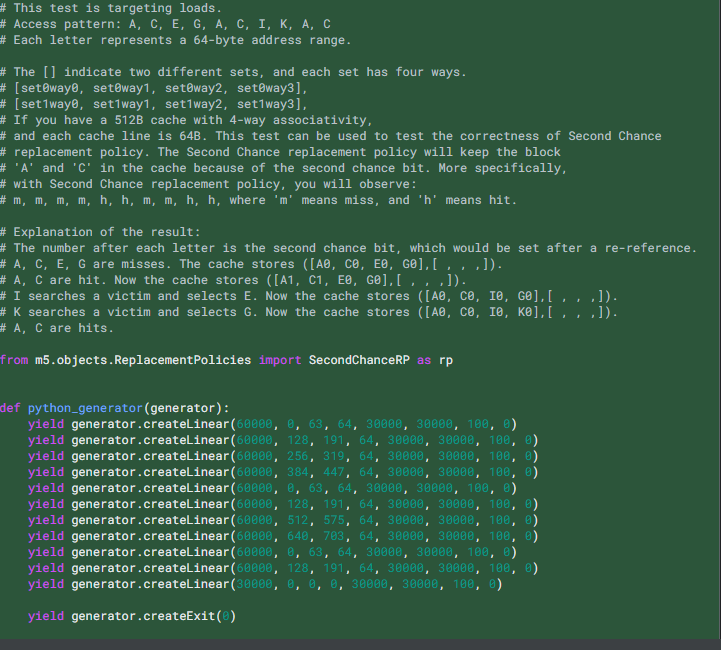 # This test is targeting loads.
# Access pattern: A, C, E, G, A, C, I, K, A, C
# Each letter represents a 64-byte address range.
# The [] indicate two different sets, and each set has four ways.
# [set0way0, set0way1, set0way2, set0way3],
# [set1way0, set1way1, set1way2, set1way3],
# If you have a 512B cache with 4-way associativity,
# and each cache line is 64B. This test can be used to test the correctness of Second Chance
# replacement policy. The Second Chance replacement policy will keep the block
# 'A' and 'C' in the cache because of the second chance bit. More specifically,
# with Second Chance replacement policy, you will observe:
# m, m, m, m, h, h, m, m, h, h, where 'm' means miss, and 'h' means hit.
# Explanation of the result:
# The number after each letter is the second chance bit, which would be set after a re-reference.
# A, C, E, G are misses. The cache stores ([A0, C0, E0, G0],[ , , ,]).
# A, C are hit. Now the cache stores ([A1, C1, E0, G0],[ , , ,]).
# I searches a victim and selects E. Now the cache stores ([A0, C0, I0, G0],[ , , ,]).
# K searches a victim and selects G. Now the cache stores ([A0, C0, I0, K0],[ , , ,]).
# A, C are hits.
from m5.objects.ReplacementPolicies import SecondChanceRP as rp
def python_generator(generator):
yield generator.createLinear(60000, 0, 63, 64, 30000, 30000, 100, 0)
yield generator.createLinear(60000, 128, 191, 64, 30000, 30000, 100, 0)
yield generator.createLinear(60000, 256, 319, 64, 30000, 30000, 100, 0)
yield generator.createLinear(60000, 384, 447, 64, 30000, 30000, 100, 0)
yield generator.createLinear(60000, 0, 63, 64, 30000, 30000, 100, 0)
yield generator.createLinear(60000, 128, 191, 64, 30000, 30000, 100, 0)
yield generator.createLinear(60000, 512, 575, 64, 30000, 30000, 100, 0)
yield generator.createLinear(60000, 640, 703, 64, 30000, 30000, 100, 0)
yield generator.createLinear(60000, 0, 63, 64, 30000, 30000, 100, 0)
yield generator.createLinear(60000, 128, 191, 64, 30000, 30000, 100, 0)
yield generator.createLinear(30000, 0, 0, 0, 30000, 30000, 100, 0)
yield generator.createExit(0)